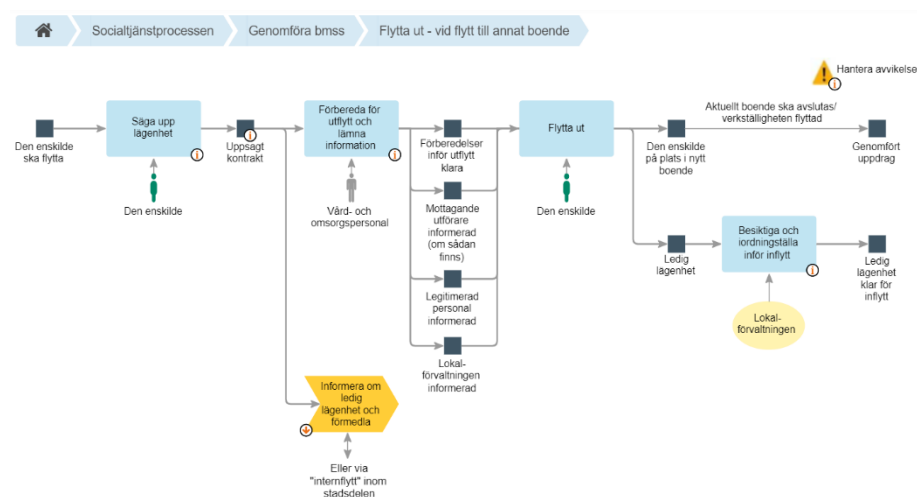 Socialtjänstprocessen
Genomföra bmss
Flytta ut - vid flytt till annat boende
Hantera avvikelse
Den enskilde
ska flytta
Säga upp
lägenhet
Den enskilde
Uppsagt
kontrakt
Förbereda för
utflytt och
lämna
information
Vård- och
omsorgspersonal
Förberedelser
inför utflytt
klara
Mottagande
utförare
informerad
(om sådan
finns)
Legitimerad
personal
informerad
Lokal-
förvaltningen
informerad
Flytta ut
Den enskilde
Den enskilde
på plats i nytt
boende
Aktuellt boende ska avslutas/
verkställigheten flyttad
Genomfört
uppdrag
Ledig
lägenhet
Besiktiga och
iordningställa
inför inflytt
Lokal-
förvaltningen
Ledig
lägenhet
klar för
inflytt
Informera om
ledig
lägenhet och
förmedla
Eller via
"internflytt" inom
stadsdelen